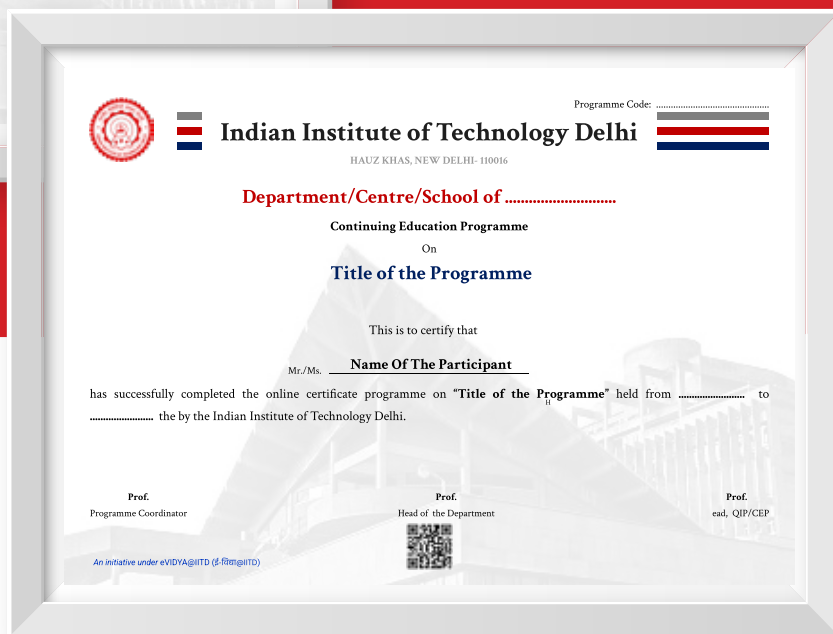 Programme Code: ............................................
Indian Institute of Technology Delhi
HAUZ KHAS, NEW DELHI- 110016
Department/Centre/School of ............................
Continuing Education Programme
On
Title of the Programme
This is to certify that
Mr./Ms. Name Of The Participant
has successfully completed the online certificate programme on “Title of the Programme” held from ......................... to
H
........................ the by the Indian Institute of Technology Delhi.
Prof. Prof. Prof.
Programme Coordinator Head of the Department ead, QIP/CEP
An initiative under eVIDYA@IITD (ई-विद्या@IITD)